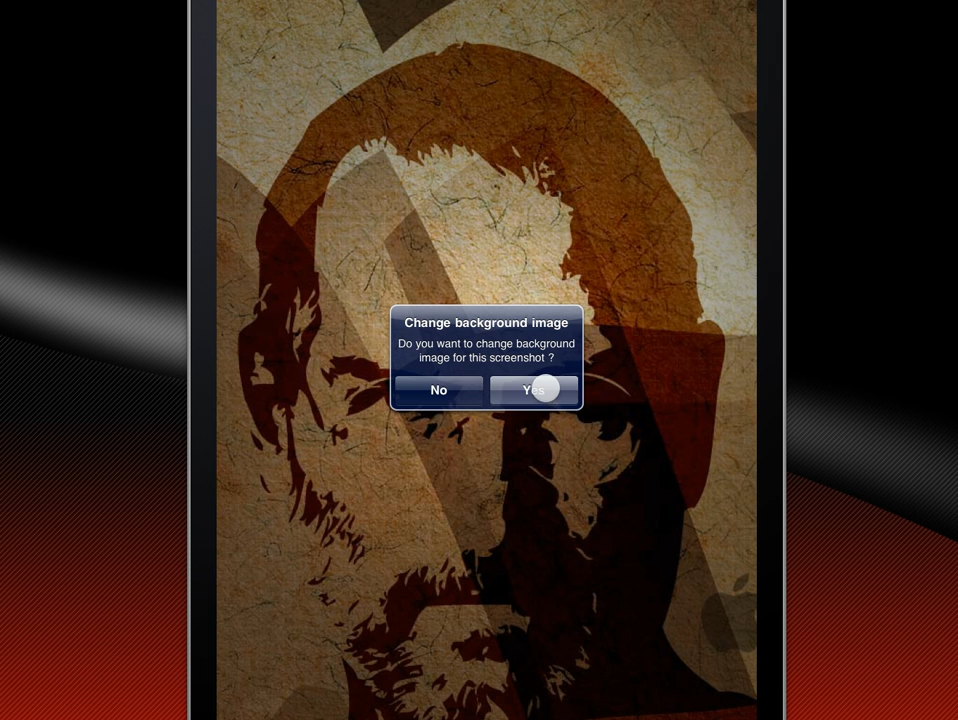 Change background image
Do you want to change background
image for this screenshot ?
No
Yes